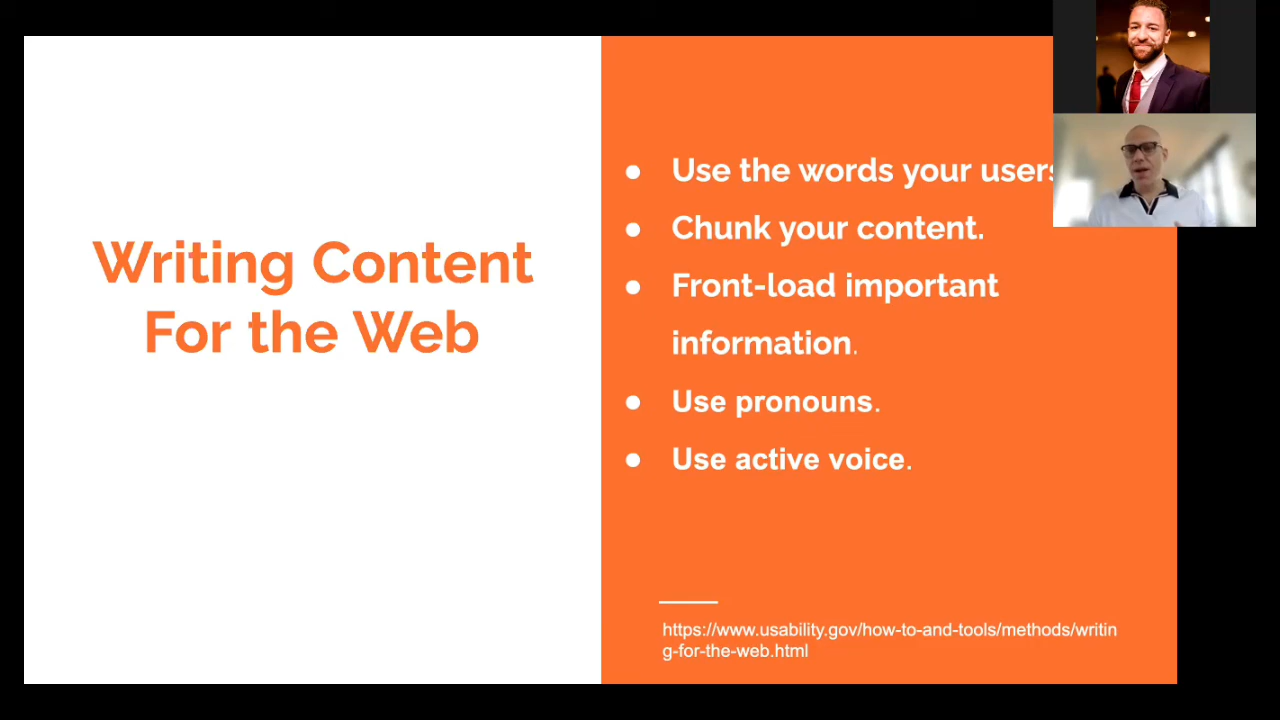 Writing Content
For the Web
● Use the words your users
● Chunk your content.
● Front-load important
information.
● Use pronouns.
● Use active voice.
https://www.usability.gov/how-to-and-tools/methods/writin
g-for-the-web.html